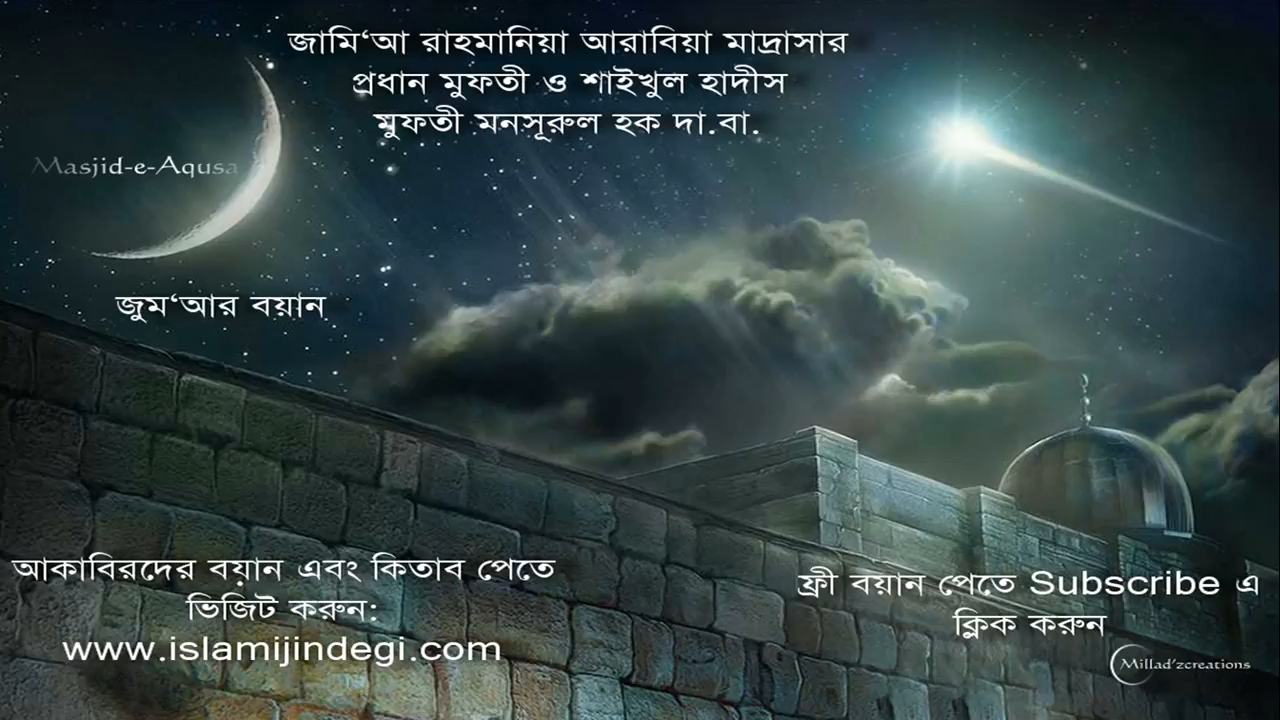 জামি‘আ রাহমানিয়া আরাবিয়া মাদ্রাসার
প্রধান মুফতী ও শাইখুল হাদীস
মুফতী মনসূরুল হক দা.বা.
Masjid-e-Aqusa
জুম‘আর বয়ান
আকাবিরদের বয়ান এবং কিতাব পেতে
ভিজিট করুন:
www.islamijindegi.com
ফ্রী বয়ান পেতে Subscribe এ
ক্লিক করুন
Millad'zcreations